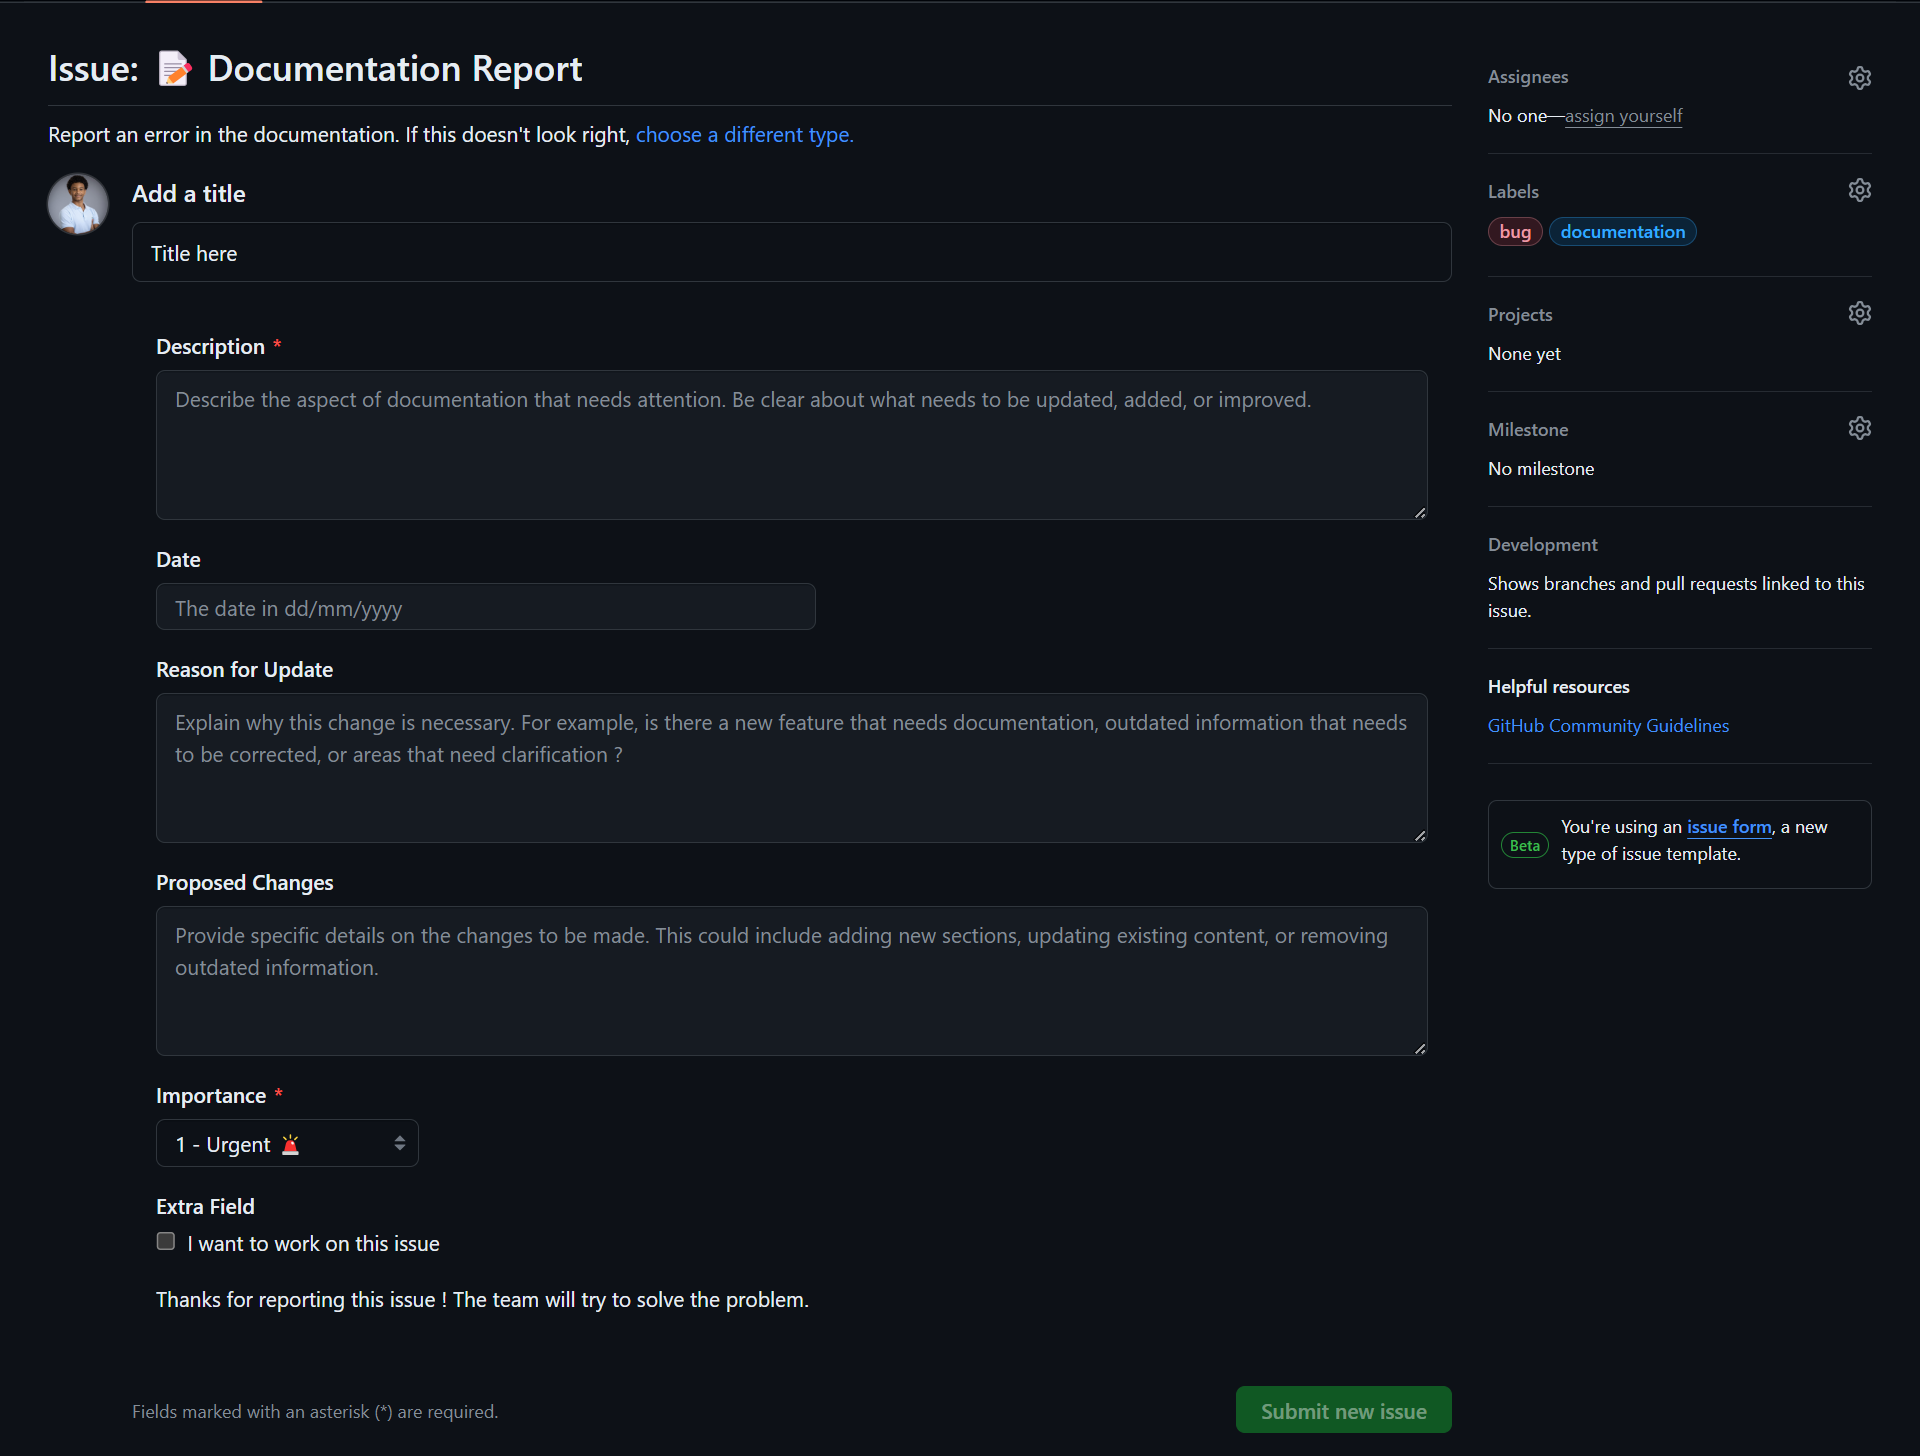 Issue: 📝 Documentation Report
Report an error in the documentation. If this doesn't look right, choose a different type.
Add a title
Title here
Description *
Describe the aspect of documentation that needs attention. Be clear about what needs to be updated, added, or improved.
Date
The date in dd/mm/yyyy
Reason for Update
Explain why this change is necessary. For example, is there a new feature that needs documentation, outdated information that needs
to be corrected, or areas that need clarification ?
Proposed Changes
Provide specific details on the changes to be made. This could include adding new sections, updating existing content, or removing
outdated information.
Importance *
1 - Urgent 🚨
Extra Field
I want to work on this issue
Thanks for reporting this issue ! The team will try to solve the problem.
Fields marked with an asterisk (*) are required.
Submit new issue
Assignees
No one—assign yourself
Labels
bug documentation
Projects
None yet
Milestone
No milestone
Development
Shows branches and pull requests linked to this
issue.
Helpful resources
GitHub Community Guidelines
Beta
You're using an issue form, a new
type of issue template.